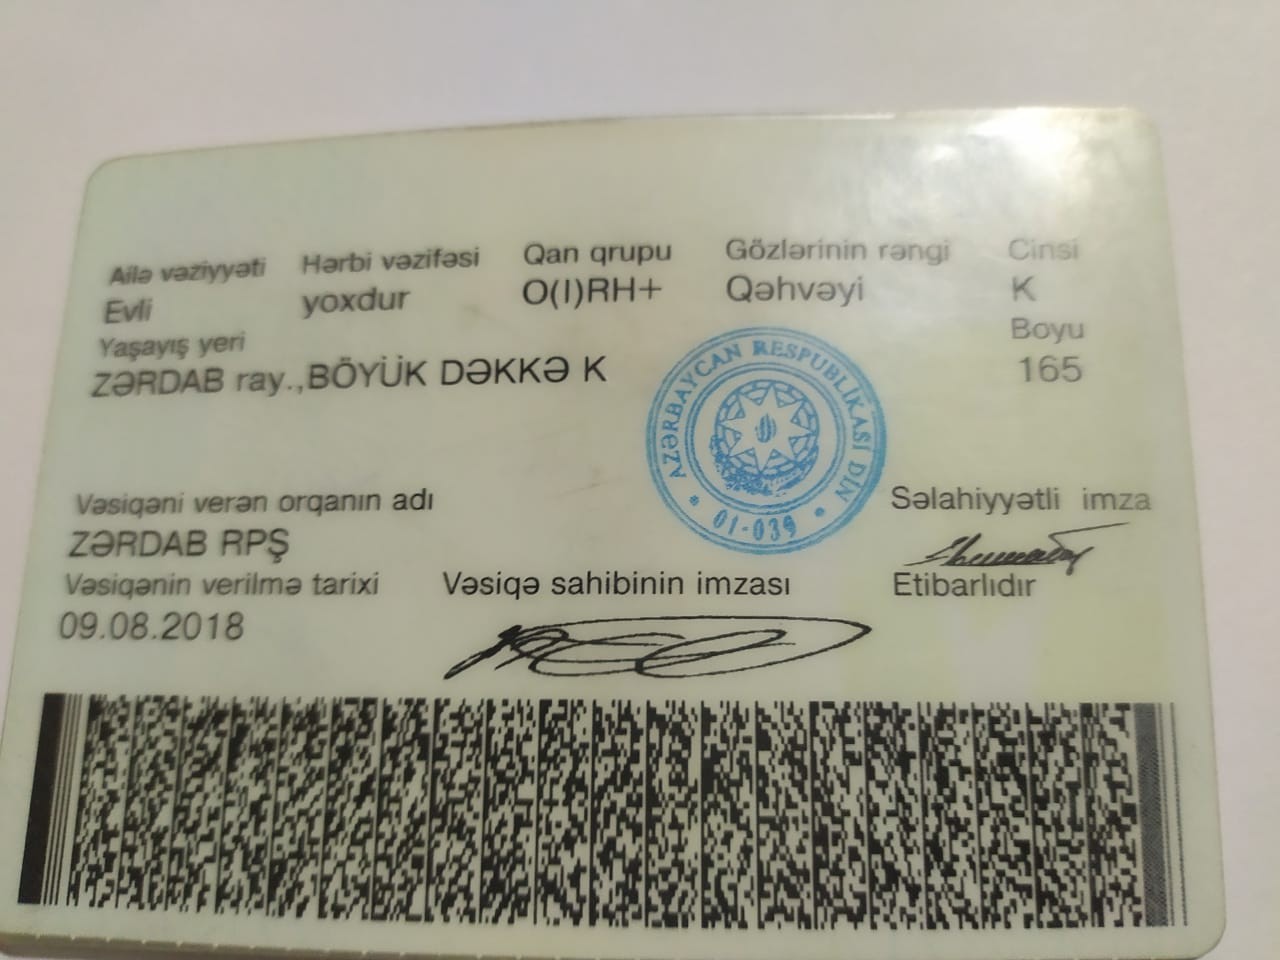 Ailə vəziyyəti Hərbi vəzifəsi Qan qrupu Gözlərinin rəngi Cinsi
Evli yoxdur O(I)RH+ Qəhvəyi K
Yaşayış yeri Boyu
ZƏRDAB ray.,BÖYÜK DƏKKƏ K 165
AZƏRBAYCAN RESPUBLİKASI DİN
* 01-039 *
Vəsiqəni verən orqanın adı Səlahiyyətli imza
ZƏRDAB RPŞ
Vəsiqənin verilmə tarixi Vəsiqə sahibinin imzası Etibarlıdır
09.08.2018